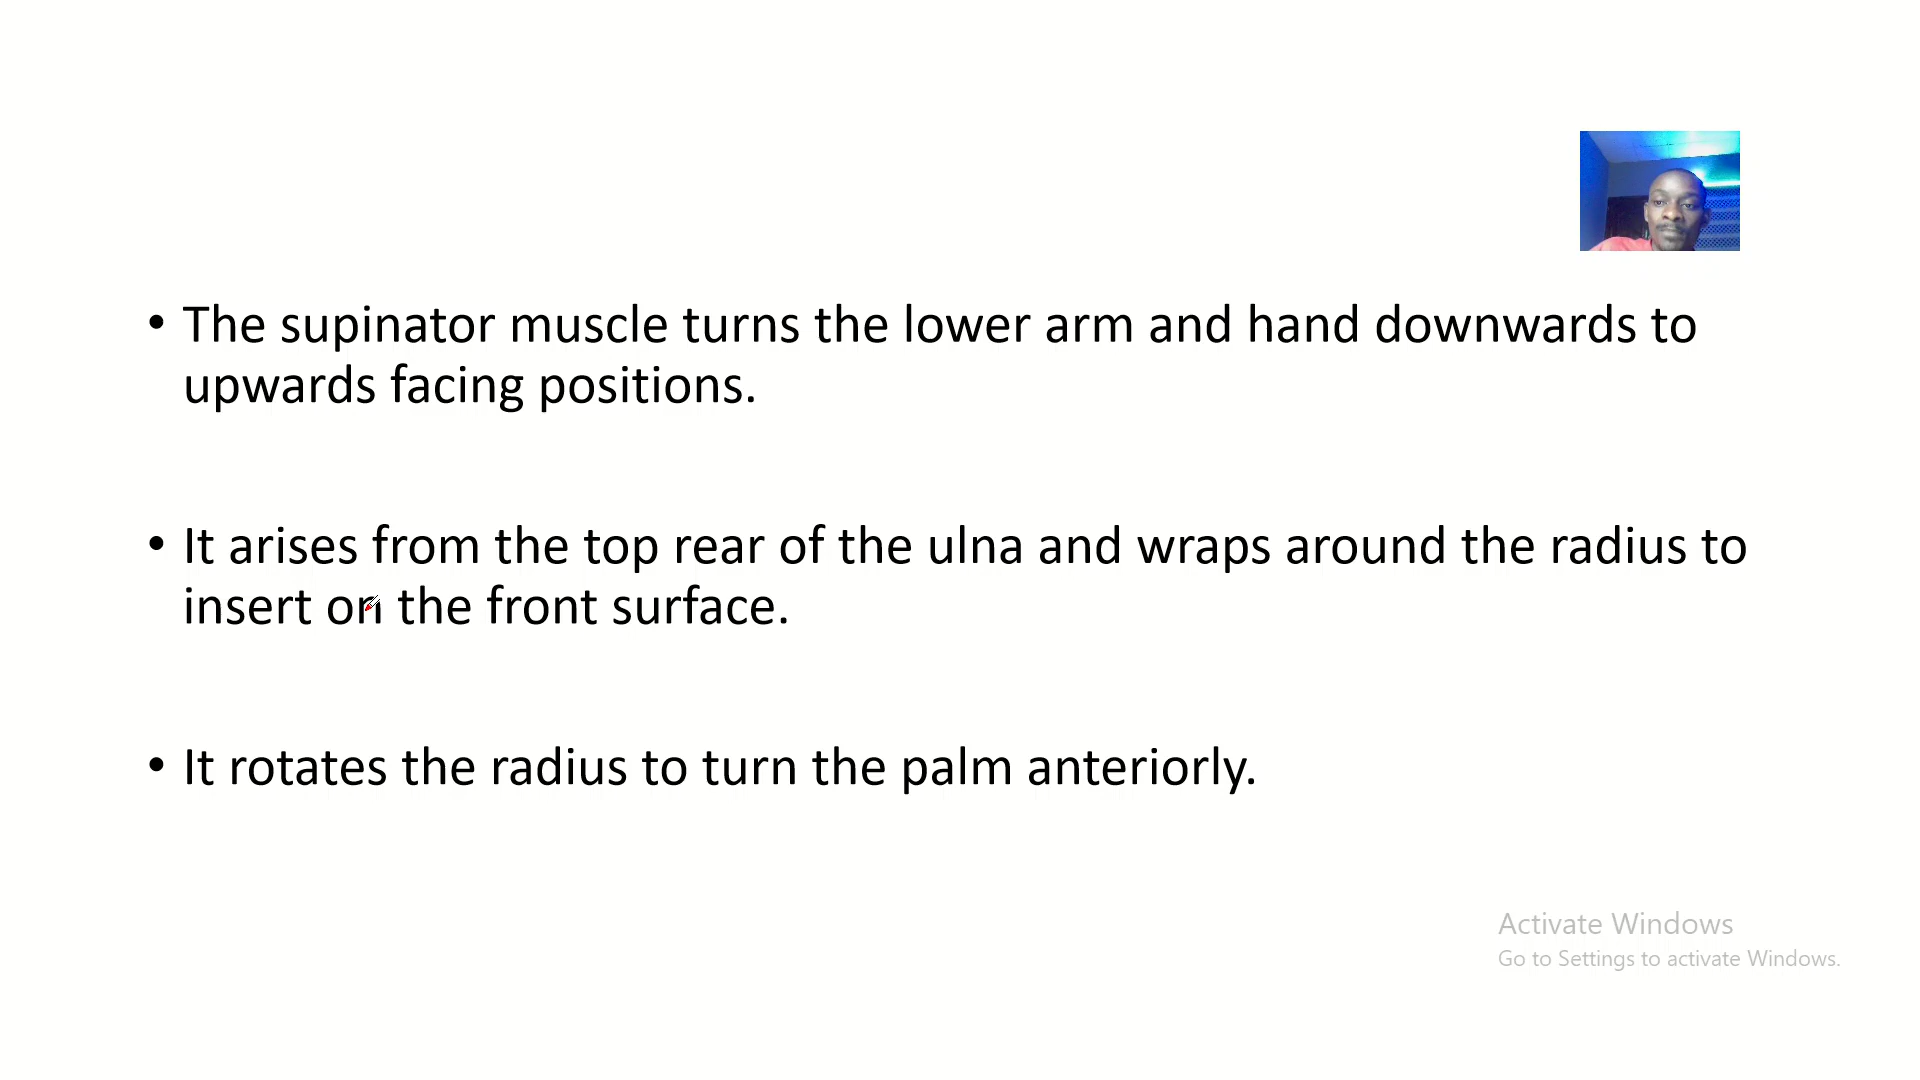 • The supinator muscle turns the lower arm and hand downwards to
upwards facing positions.
• It arises from the top rear of the ulna and wraps around the radius to
insert on the front surface.
• It rotates the radius to turn the palm anteriorly.
Activate Windows
Go to Settings to activate Windows.